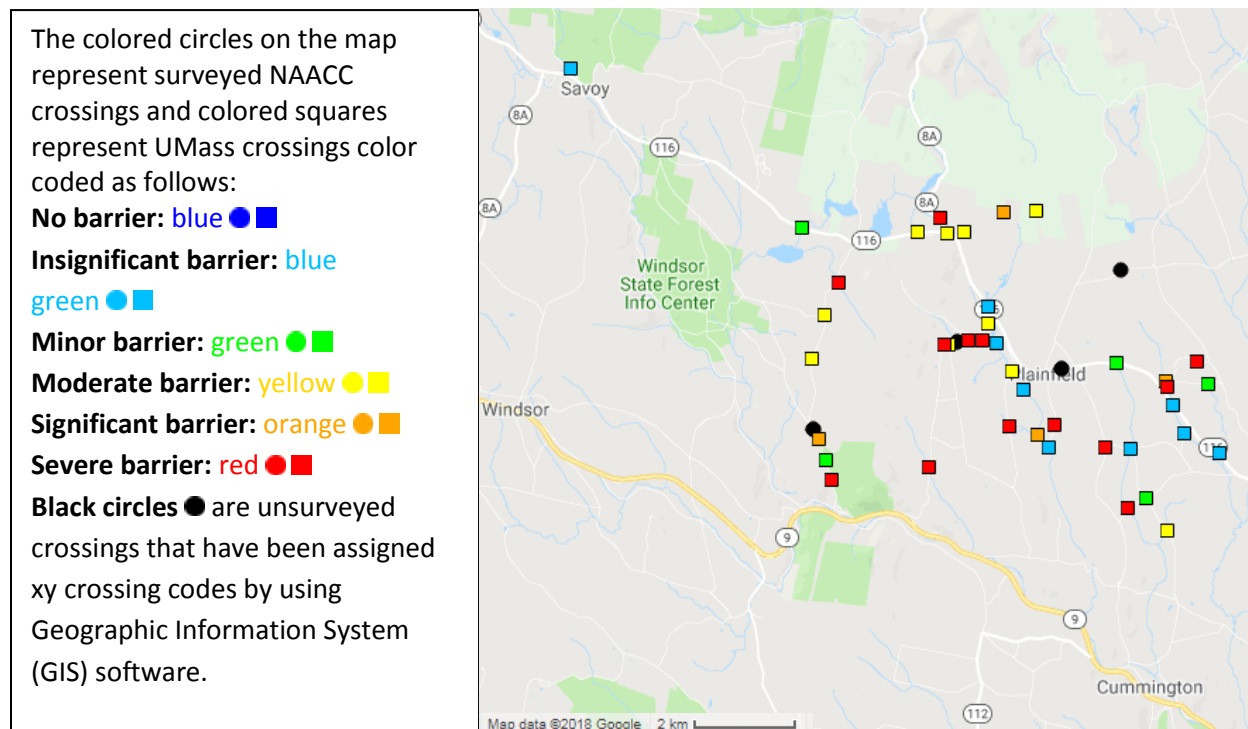 The colored circles on the map
represent surveyed NAACC
crossings and colored squares
represent UMass crossings color
coded as follows:
No barrier: blue
Insignificant barrier: blue
green
Minor barrier: green
Moderate barrier: yellow
Significant barrier: orange
Severe barrier: red
Black circles are unsurveyed
crossings that have been assigned
xy crossing codes by using
Geographic Information System
(GIS) software.
Savoy
8A
8A
116
8A
8A
116
Windsor
State Forest
Info Center
Plainfield
Windsor
9
9
Cummington
112
Map data ©2018 Google 2 km